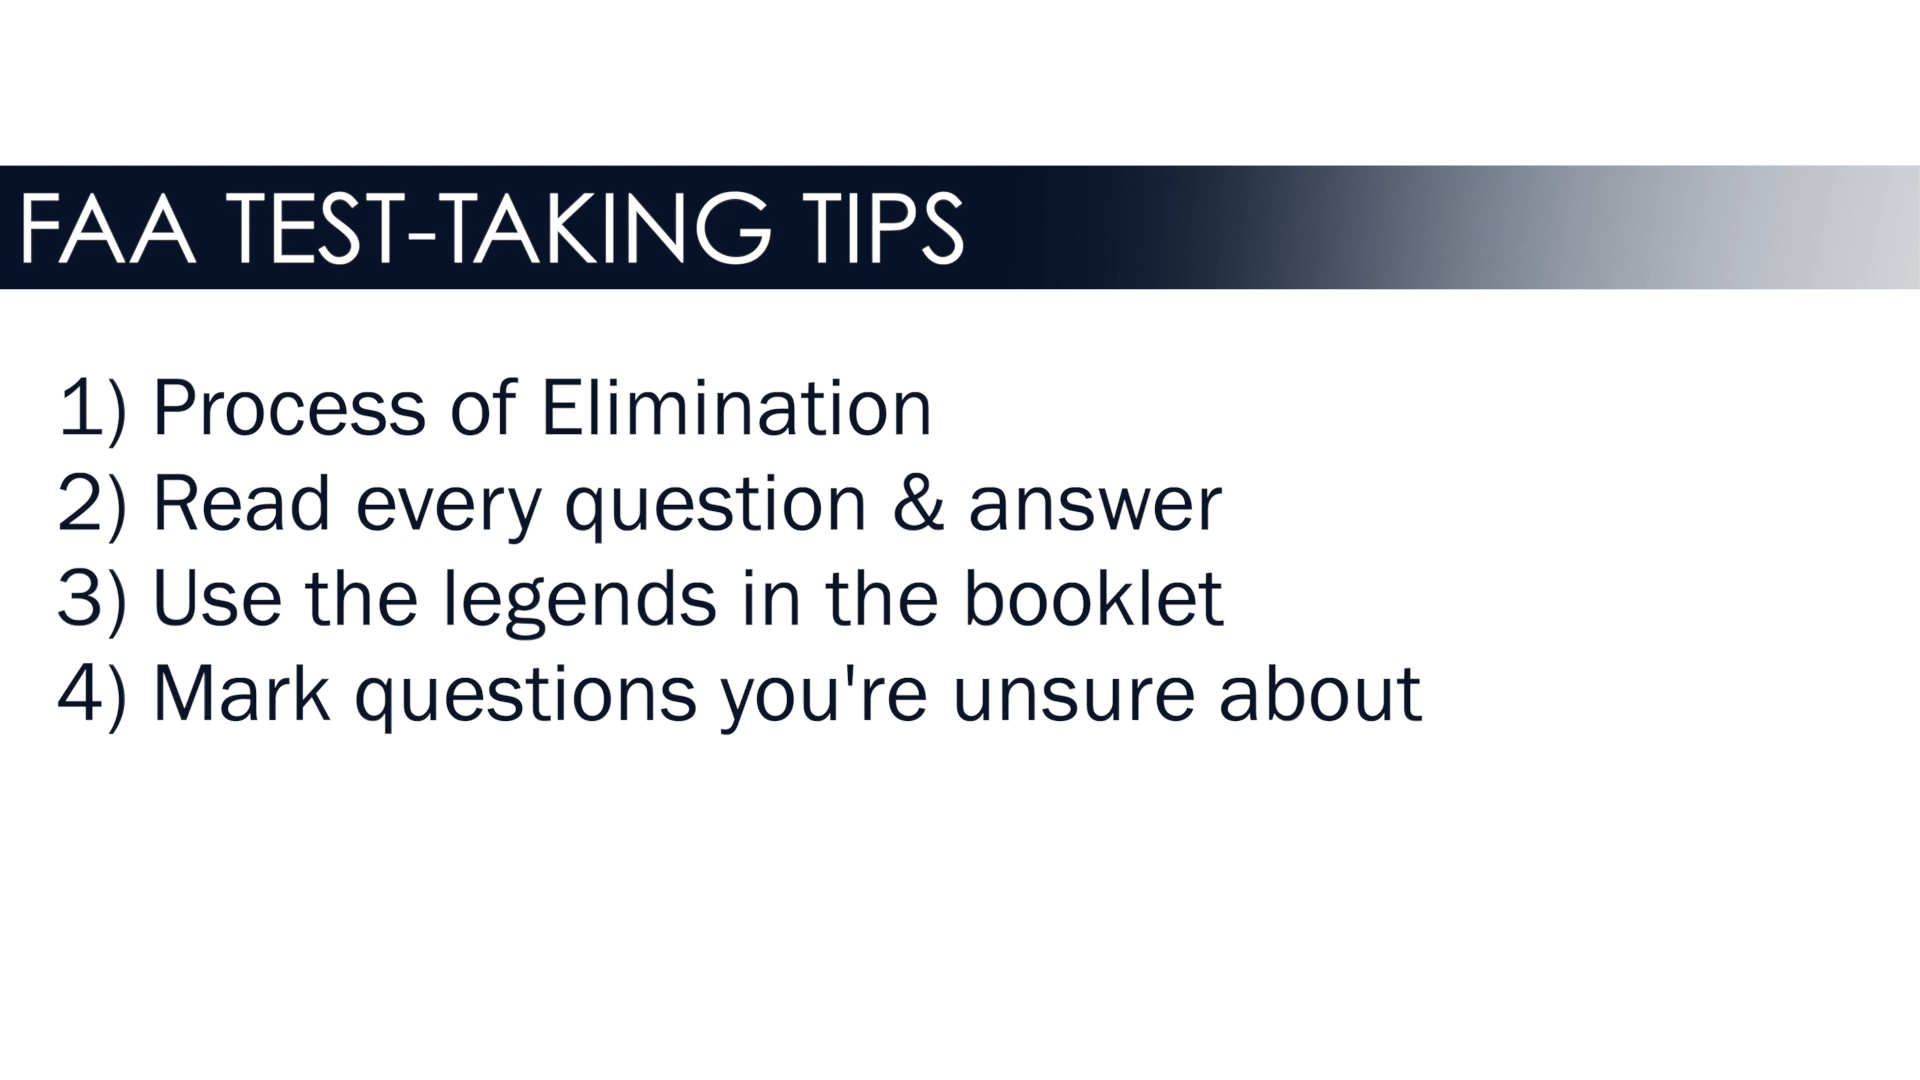 FAA TEST-TAKING TIPS
1) Process of Elimination
2) Read every question & answer
3) Use the legends in the booklet
4) Mark questions you're unsure about